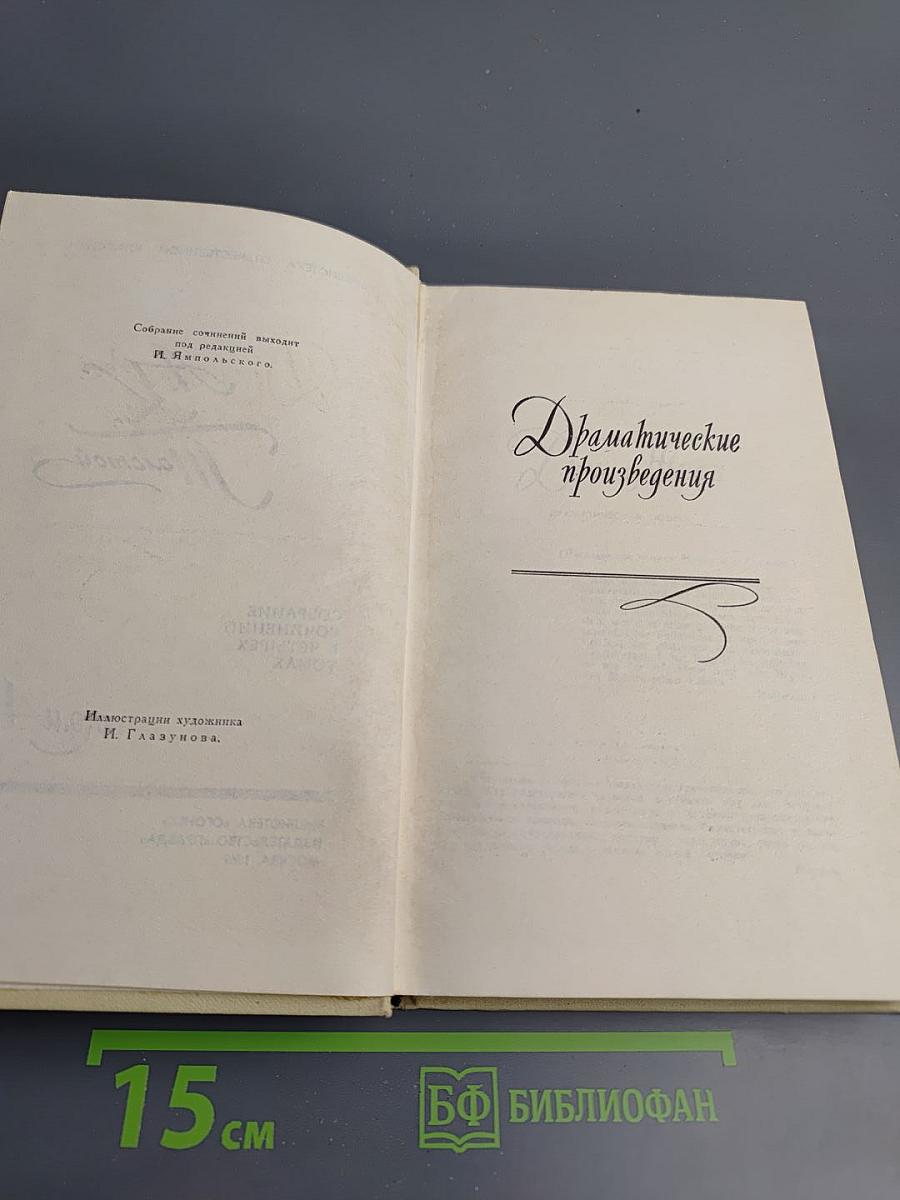 Собрание сочинений выходит
под редакцией
И. Ямпольского.
Иллюстрации художника
И. Глазунова.
Драматические
произведения
15 см
БФ БИБЛИОФАН